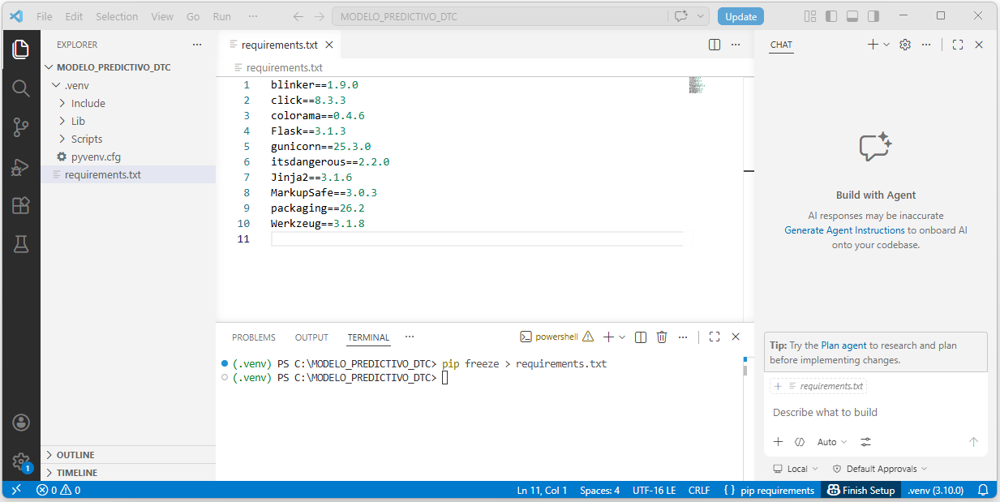 File Edit Selection View Go Run ··· MODELO_PREDICTIVO_DTC Update
EXPLORER ···
MODELO_PREDICTIVO_DTC
.venv
Include
Lib
Scripts
pyvenv.cfg
requirements.txt
OUTLINE
TIMELINE
1
requirements.txt
requirements.txt
1 blinker==1.9.0
2 click==8.3.3
3 colorama==0.4.6
4 Flask==3.1.3
5 gunicorn==25.3.0
6 itsdangerous==2.2.0
7 Jinja2==3.1.6
8 MarkupSafe==3.0.3
9 packaging==26.2
10 Werkzeug==3.1.8
11
PROBLEMS OUTPUT TERMINAL ··· powershell
(.venv) PS C:\MODELO_PREDICTIVO_DTC> pip freeze > requirements.txt
(.venv) PS C:\MODELO_PREDICTIVO_DTC>
CHAT
Build with Agent
AI responses may be inaccurate
Generate Agent Instructions to onboard AI
onto your codebase.
Tip: Try the Plan agent to research and plan
before implementing changes.
requirements.txt
Describe what to build
Auto
Local Default Approvals
0 0 Ln 11, Col 1 Spaces: 4 UTF-16 LE CRLF { } pip requirements Finish Setup .venv (3.10.0)